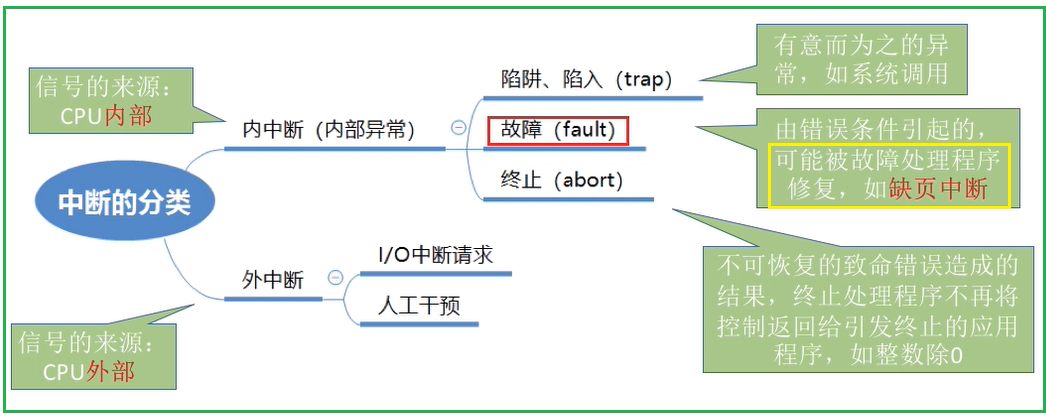 有意而为之的异
常，如系统调用
信号的来源：
CPU内部
陷阱、陷入（trap）
内中断（内部异常）
故障（fault）
由错误条件引起的，
可能被故障处理程序
修复，如缺页中断
终止（abort）
中断的分类
I/O中断请求
外中断
人工干预
不可恢复的致命错误造成的
结果，终止处理程序不再将
控制返回给引发终止的应用
程序，如整数除0
信号的来源：
CPU外部